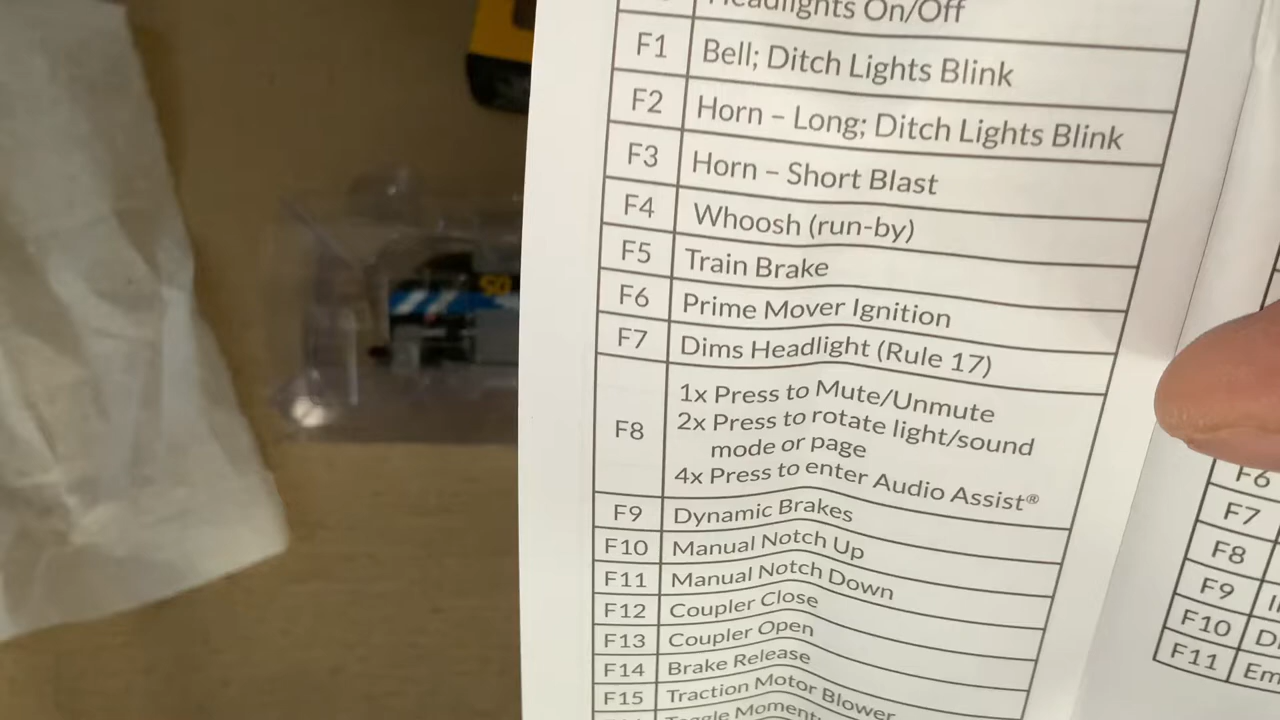 Headlights On/Off
F1 Bell; Ditch Lights Blink
F2 Horn – Long; Ditch Lights Blink
F3 Horn – Short Blast
F4 Whoosh (run-by)
F5 Train Brake
F6 Prime Mover Ignition
F7 Dims Headlight (Rule 17)
F8 1x Press to Mute/Unmute
2x Press to rotate light/sound
mode or page
4x Press to enter Audio Assist®
F9 Dynamic Brakes
F10 Manual Notch Up
F11 Manual Notch Down
F12 Coupler Close
F13 Coupler Open
F14 Brake Release
F15 Traction Motor Blower
F6
F7
F8
F9
F10
F11